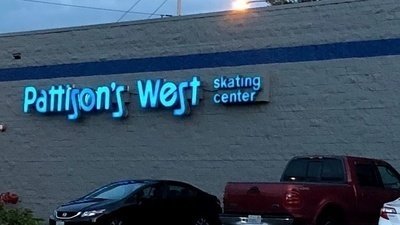 Pattison's West skating
center